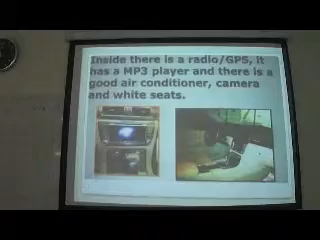 Inside there is a radio/GPS, it
has a MP3 player and there is a
good air conditioner, camera
and white seats.